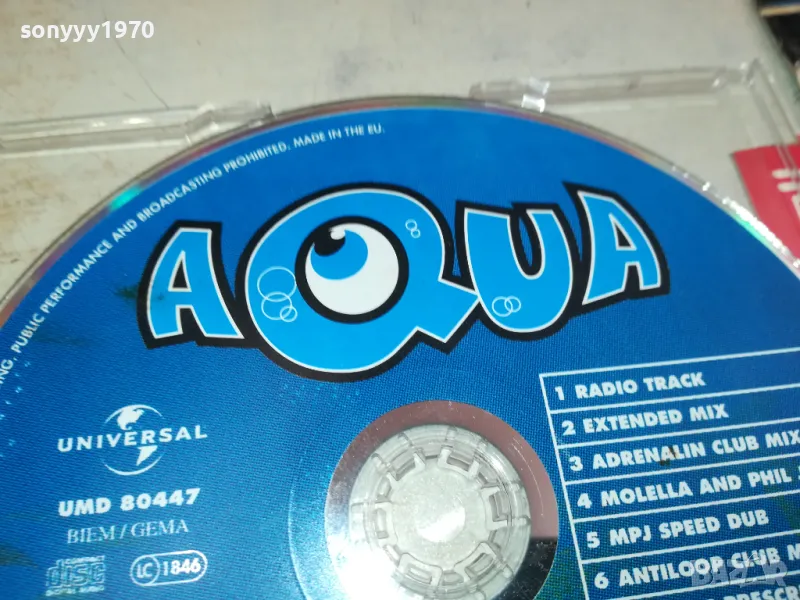 sonyyy1970
PUBLIC PERFORMANCE AND BROADCASTING PROHIBITED. MADE IN THE EU.
AQUA
UNIVERSAL
UMD 80447
BIEM / GEMA
disc
LC 1846
1 RADIO TRACK
2 EXTENDED MIX
3 ADRENALIN CLUB MIX
4 MOLELLA AND PHIL
5 MPJ SPEED DUB
6 ANTILOOP CLUB
BAZAR